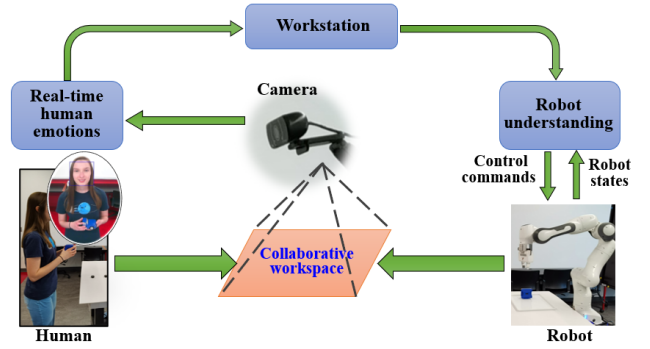 Workstation
Real-time
human
emotions
Camera
Robot
understanding
Control
commands
Robot
states
Collaborative
workspace
Human
Robot